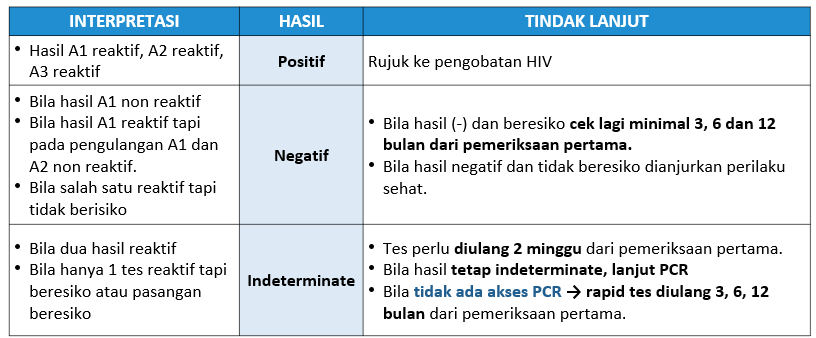 INTERPRETASI HASIL TINDAK LANJUT
• Hasil A1 reaktif, A2 reaktif,
A3 reaktif
Positif
Rujuk ke pengobatan HIV
• Bila hasil A1 non reaktif
• Bila hasil A1 reaktif tapi
pada pengulangan A1 dan
A2 non reaktif.
• Bila salah satu reaktif tapi
tidak berisiko
Negatif
• Bila hasil (-) dan beresiko cek lagi minimal 3, 6 dan 12
bulan dari pemeriksaan pertama.
• Bila hasil negatif dan tidak beresiko dianjurkan perilaku
sehat.
• Bila dua hasil reaktif
• Bila hanya 1 tes reaktif tapi
beresiko atau pasangan
beresiko
Indeterminate
• Tes perlu diulang 2 minggu dari pemeriksaan pertama.
• Bila hasil tetap indeterminate, lanjut PCR
• Bila tidak ada akses PCR → rapid tes diulang 3, 6, 12
bulan dari pemeriksaan pertama.